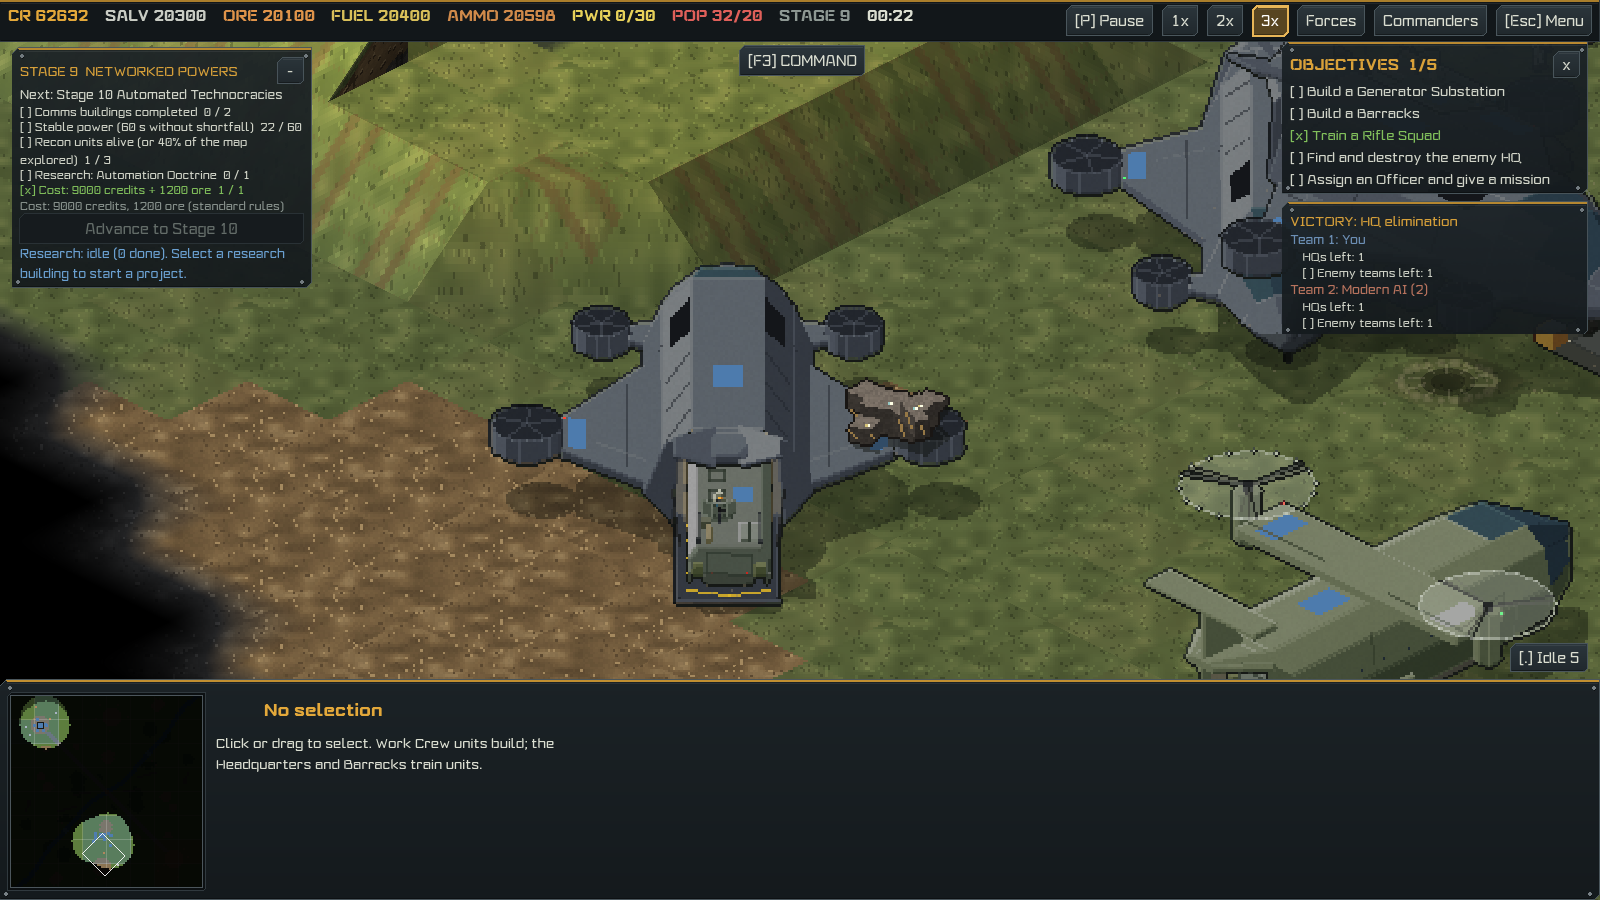 CR 62632 SALV 20300 ORE 20100 FUEL 20400 AMMO 20598 PWR 0/30 POP 32/20 STAGE 9 00:22
[P] Pause 1x 2x 3x Forces Commanders [Esc] Menu
[F3] COMMAND
STAGE 9 NETWORKED POWERS -
Next: Stage 10 Automated Technocracies
[ ] Comms buildings completed 0 / 2
[ ] Stable power (60 s without shortfall) 22 / 60
[ ] Recon units alive (or 40% of the map
explored) 1 / 3
[ ] Research: Automation Doctrine 0 / 1
[x] Cost: 9000 credits + 1200 ore 1 / 1
Cost: 9000 credits, 1200 ore (standard rules)
Advance to Stage 10
Research: idle (0 done). Select a research
building to start a project.
OBJECTIVES 1/5 x
[ ] Build a Generator Substation
[ ] Build a Barracks
[x] Train a Rifle Squad
[ ] Find and destroy the enemy HQ
[ ] Assign an Officer and give a mission
VICTORY: HQ elimination
Team 1: You
HQs left: 1
[ ] Enemy teams left: 1
Team 2: Modern AI (2)
HQs left: 1
[ ] Enemy teams left: 1
[.] Idle 5
No selection
Click or drag to select. Work Crew units build; the
Headquarters and Barracks train units.